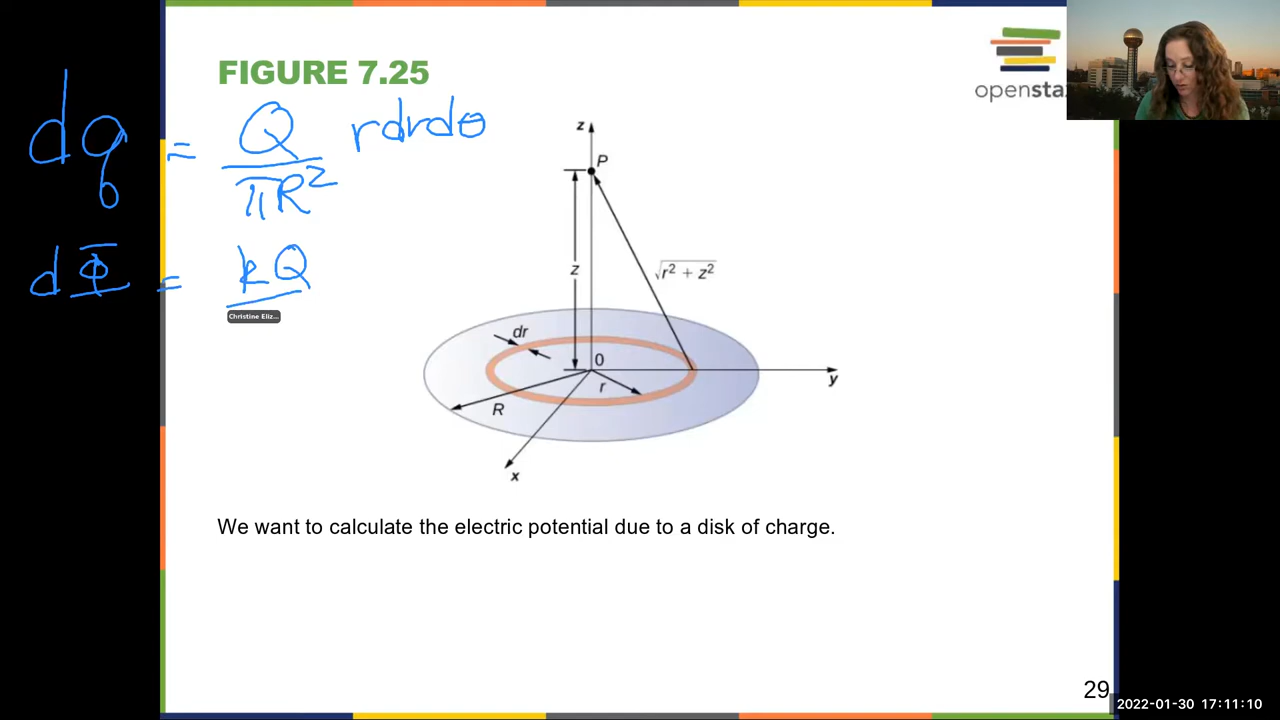 FIGURE 7.25
opensta
dq = Q/πR² rdrdθ
dΦ = kQ
Christine Eliz...
z
P
z
√r² + z²
dr
0
r
y
R
x
We want to calculate the electric potential due to a disk of charge.
29
2022-01-30 17:11:10